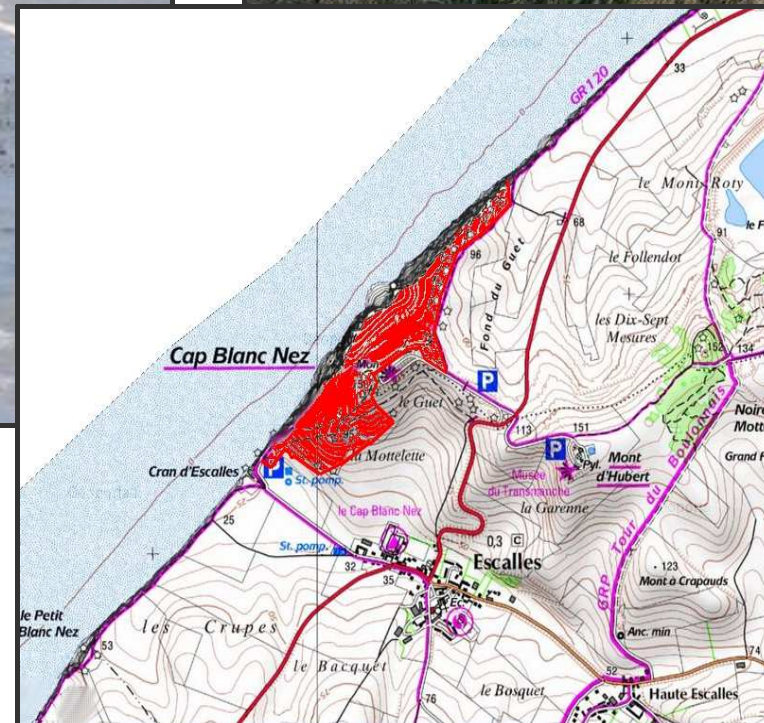 GR120
33
le Mont Roty
68
91
96
le Follendot
Fond du Guet
les Dix-Sept
Mesures
Cap Blanc Nez
152
134
Mon
P
le Guet
113
151
P
Mont
d'Hubert
Pyl.
la Mottelette
Musée
du Transmanche
la Garenne
Cran d'Escalles
P
St. pomp.
le Cap Blanc-Nez
25
0,3
C
St. pomp.
Escalles
GRP Tour du Boulonnais
32
35
123
Mont à Crapauds
Éc.
le Petit
Blanc Nez
les Crupes
53
Anc. min
74
le Bacquet
52
le Bosquet
Haute Escalles
76